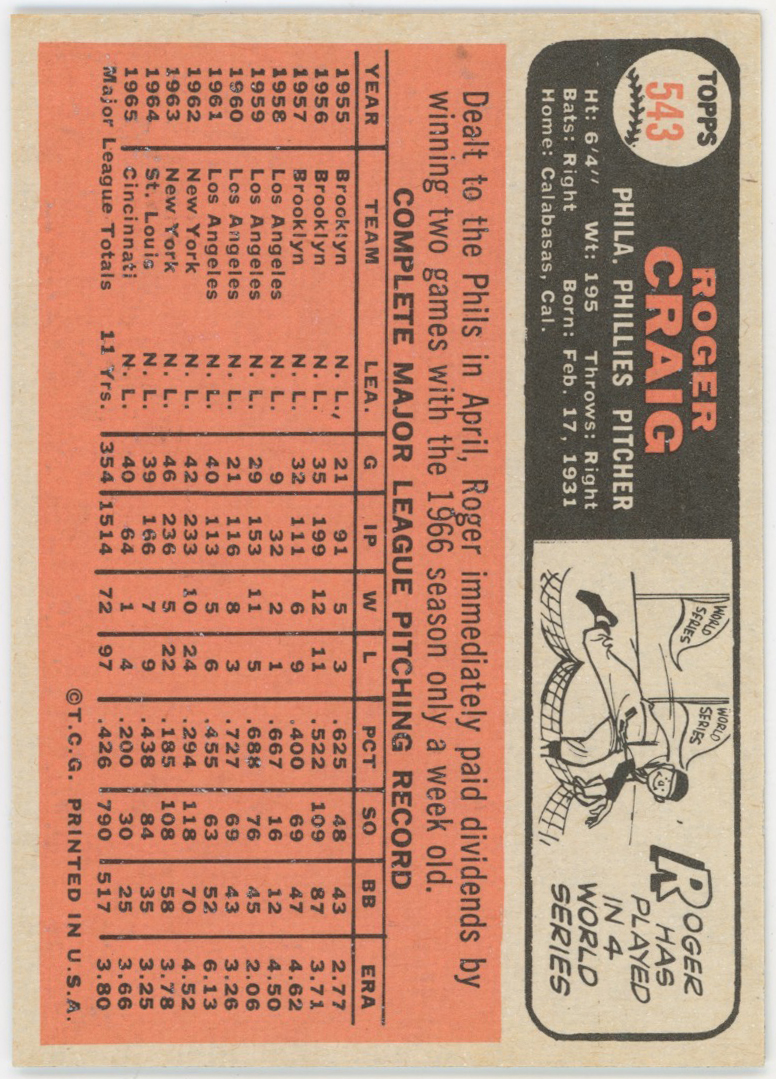 TOPPS
543
ROGER
CRAIG
PHILA. PHILLIES PITCHER
Ht: 6'4" Wt: 195 Throws: Right
Bats: Right Born: Feb. 17, 1931
Home: Calabasas, Cal.
WORLD SERIES
WORLD SERIES
ROGER
HAS
PLAYED
IN 4
WORLD
SERIES
Dealt to the Phils in April, Roger immediately paid dividends by
winning two games with the 1966 season only a week old.
COMPLETE MAJOR LEAGUE PITCHING RECORD
YEAR TEAM LEA. G IP W L PCT SO BB ERA
1955 Brooklyn N. L. 21 91 5 3 .625 48 43 2.77
1956 Brooklyn N. L. 35 199 12 11 .522 109 87 3.71
1957 Brooklyn N. L. 32 111 6 9 .400 69 47 4.62
1958 Los Angeles N. L. 9 32 2 1 .667 16 12 4.50
1959 Los Angeles N. L. 29 153 11 5 .688 76 45 2.06
1960 Los Angeles N. L. 21 116 8 3 .727 69 43 3.26
1961 Los Angeles N. L. 40 113 5 6 .455 63 52 6.13
1962 New York N. L. 42 233 10 24 .294 118 70 4.52
1963 New York N. L. 46 236 5 22 .185 108 58 3.78
1964 St. Louis N. L. 39 166 7 9 .438 84 35 3.25
1965 Cincinnati N. L. 40 64 1 4 .200 30 25 3.66
Major League Totals 11 Yrs. 354 1514 72 97 .426 790 517 3.80
©T.C.G. PRINTED IN U.S.A.